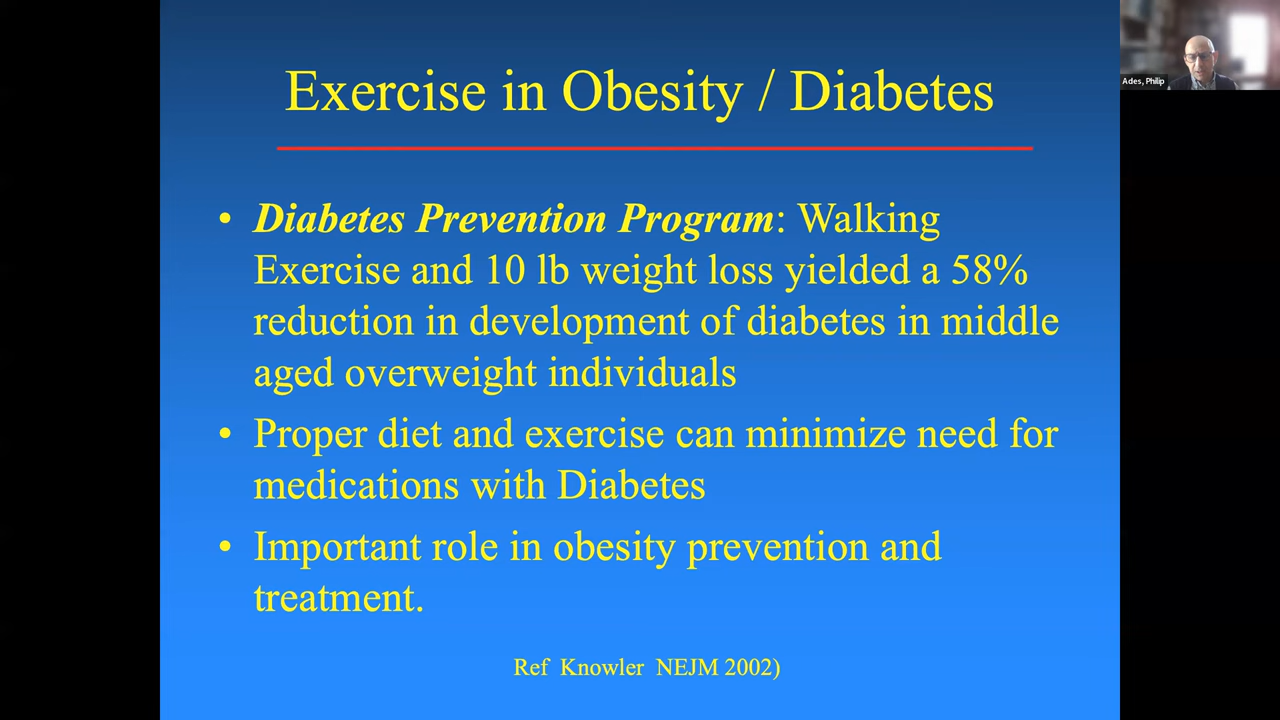 Exercise in Obesity / Diabetes
• Diabetes Prevention Program: Walking
Exercise and 10 lb weight loss yielded a 58%
reduction in development of diabetes in middle
aged overweight individuals
• Proper diet and exercise can minimize need for
medications with Diabetes
• Important role in obesity prevention and
treatment.
Ref Knowler NEJM 2002)
Ades, Philip